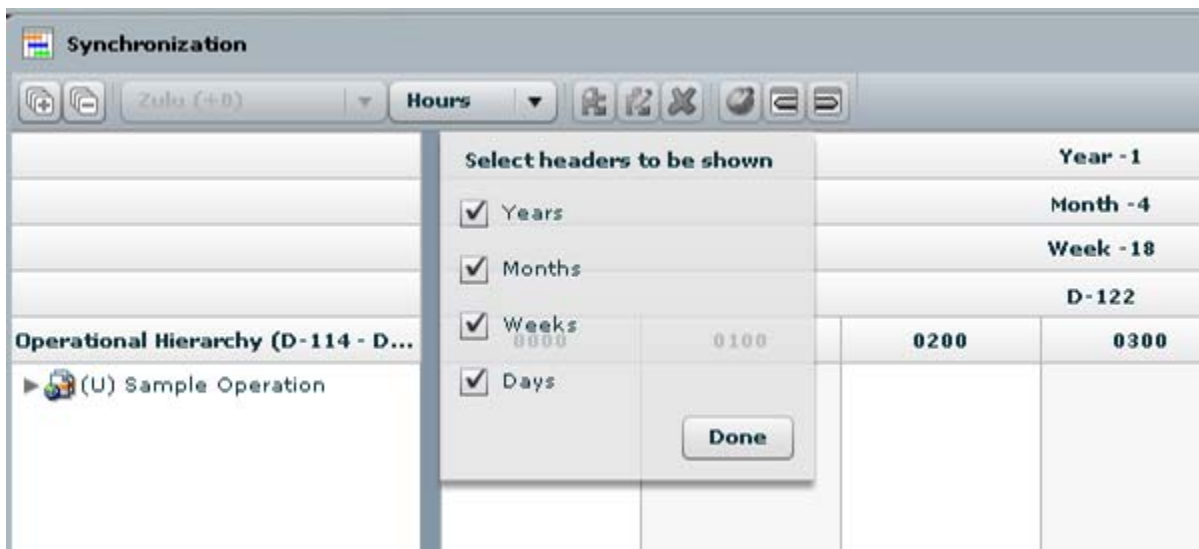 Synchronization
Zulu (+0) Hours
Select headers to be shown
Year -1
Years
Month -4
Months
Week -18
Weeks
D-122
Operational Hierarchy (D-114 - D... 0000 0100 0200 0300
(U) Sample Operation
Days
Done